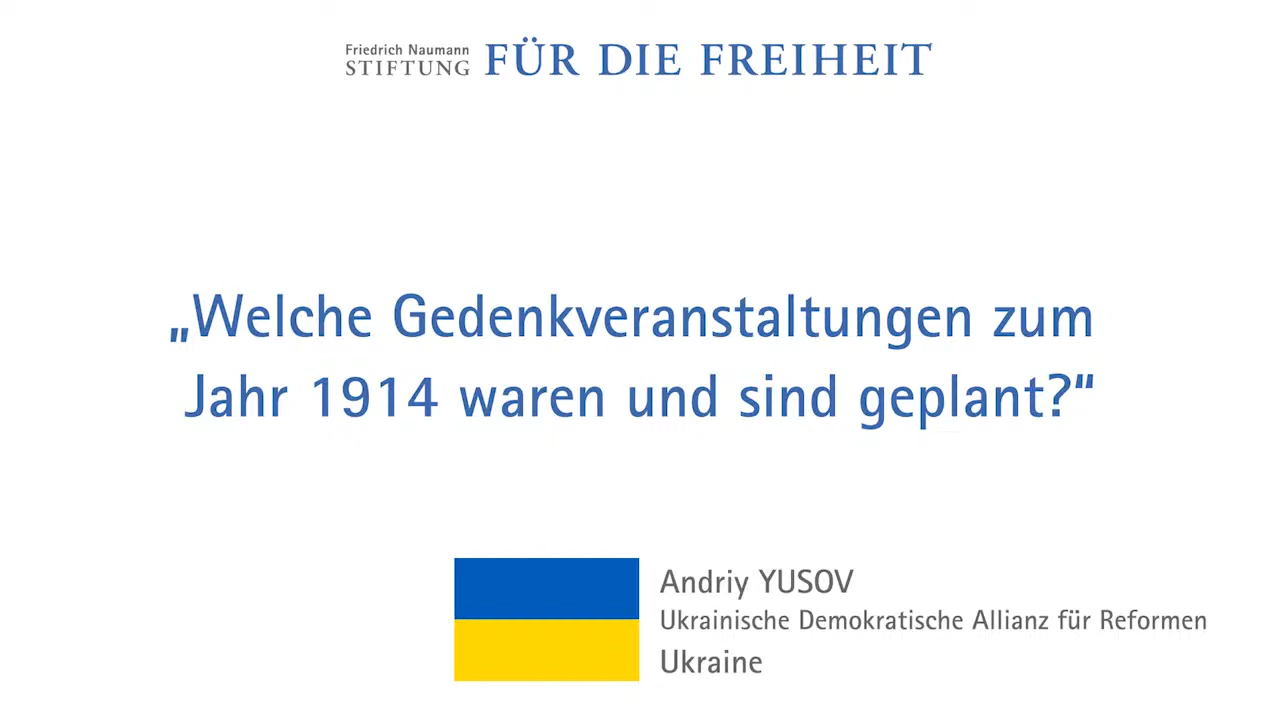 Friedrich Naumann
STIFTUNG FÜR DIE FREIHEIT
„Welche Gedenkveranstaltungen zum
Jahr 1914 waren und sind geplant?“
Andriy YUSOV
Ukrainische Demokratische Allianz für Reformen
Ukraine